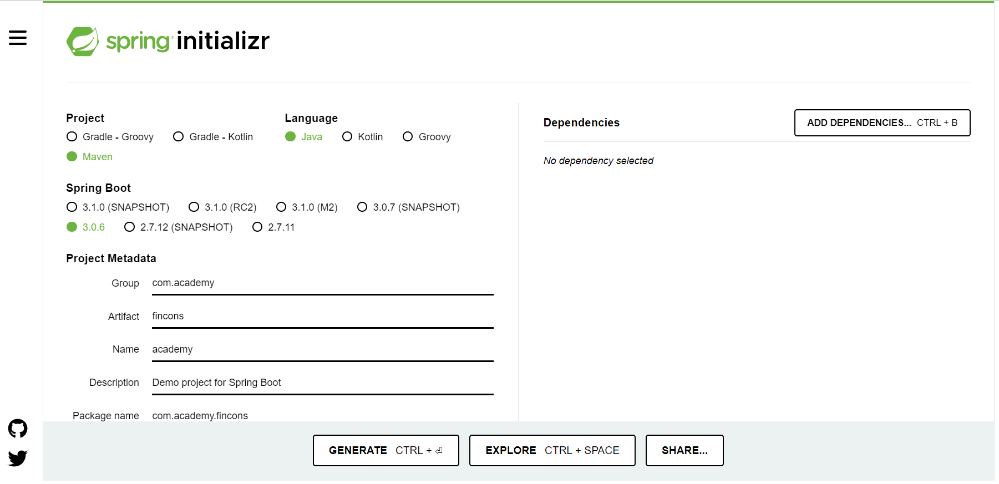 spring initializr
Project
Gradle - Groovy Gradle - Kotlin
Maven
Language
Java Kotlin Groovy
Spring Boot
3.1.0 (SNAPSHOT) 3.1.0 (RC2) 3.1.0 (M2) 3.0.7 (SNAPSHOT)
3.0.6 2.7.12 (SNAPSHOT) 2.7.11
Project Metadata
Group com.academy
Artifact fincons
Name academy
Description Demo project for Spring Boot
Package name com.academy.fincons
Dependencies
ADD DEPENDENCIES... CTRL + B
No dependency selected
GENERATE CTRL + ⏎
EXPLORE CTRL + SPACE
SHARE...